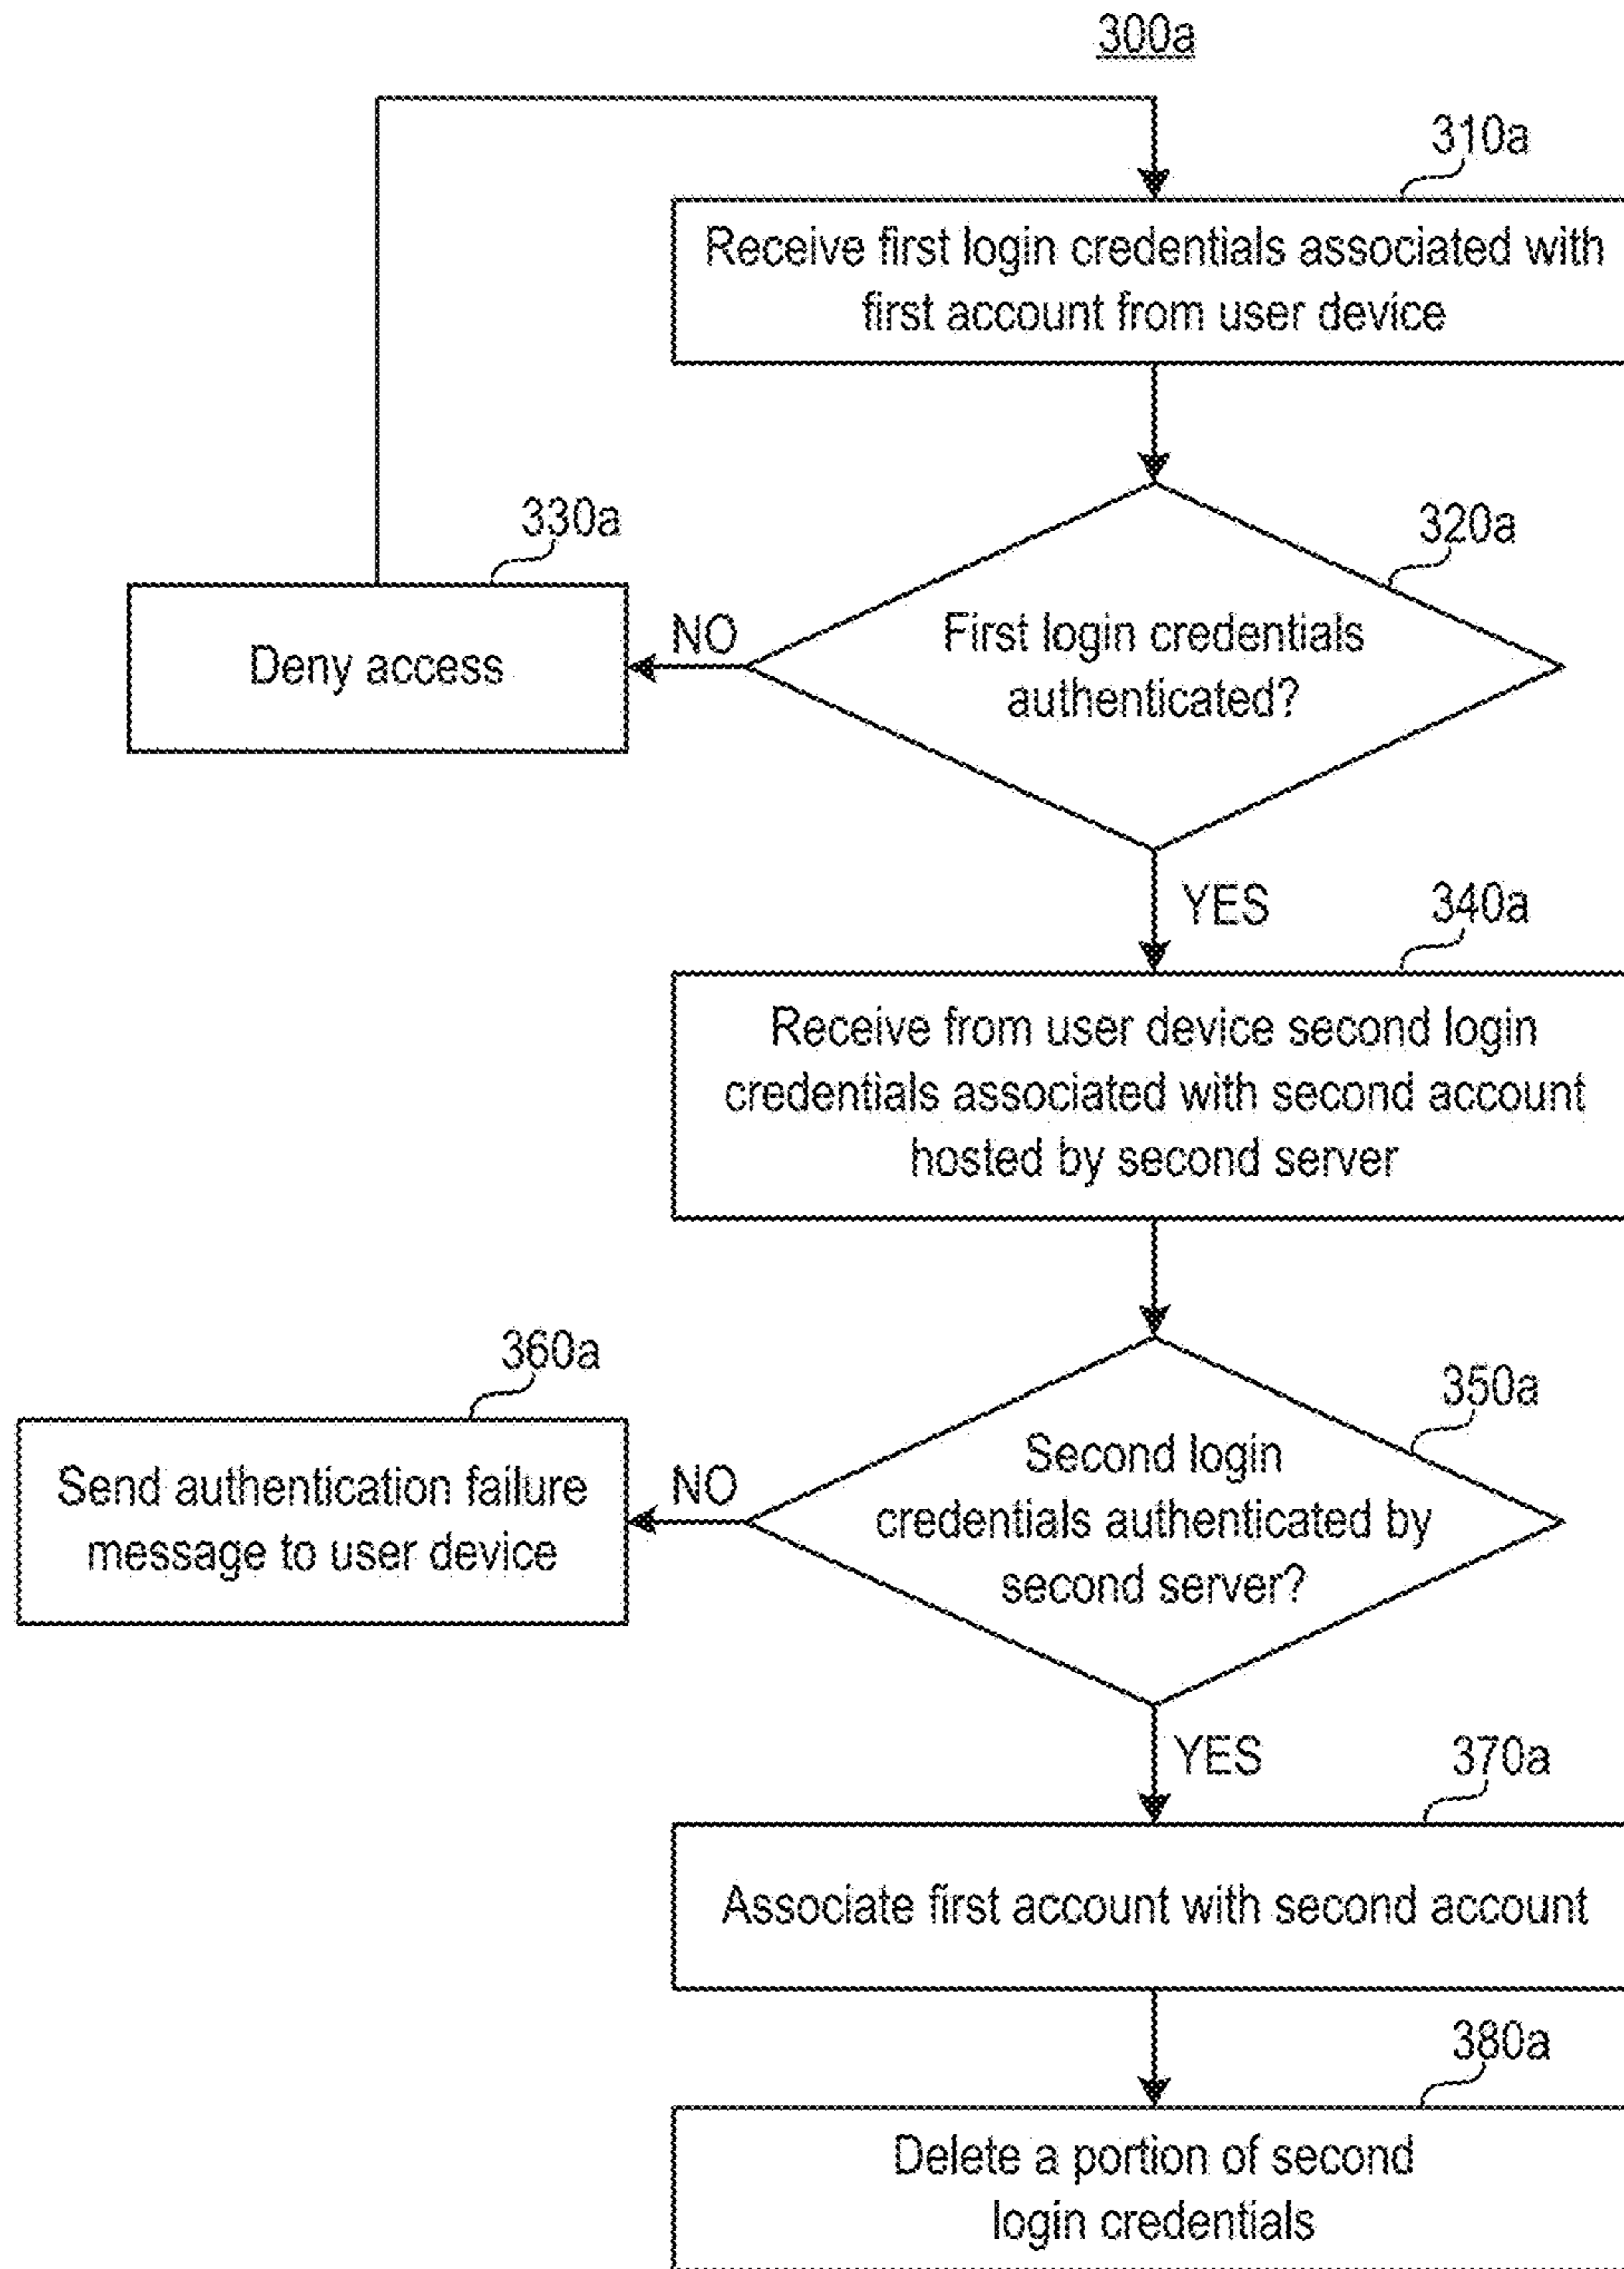 300a
310a
Receive first login credentials associated with
first account from user device
330a
320a
Deny access
NO
First login credentials
authenticated?
YES
340a
Receive from user device second login
credentials associated with second account
hosted by second server
360a
350a
Send authentication failure
message to user device
NO
Second login
credentials authenticated by
second server?
YES
370a
Associate first account with second account
380a
Delete a portion of second
login credentials